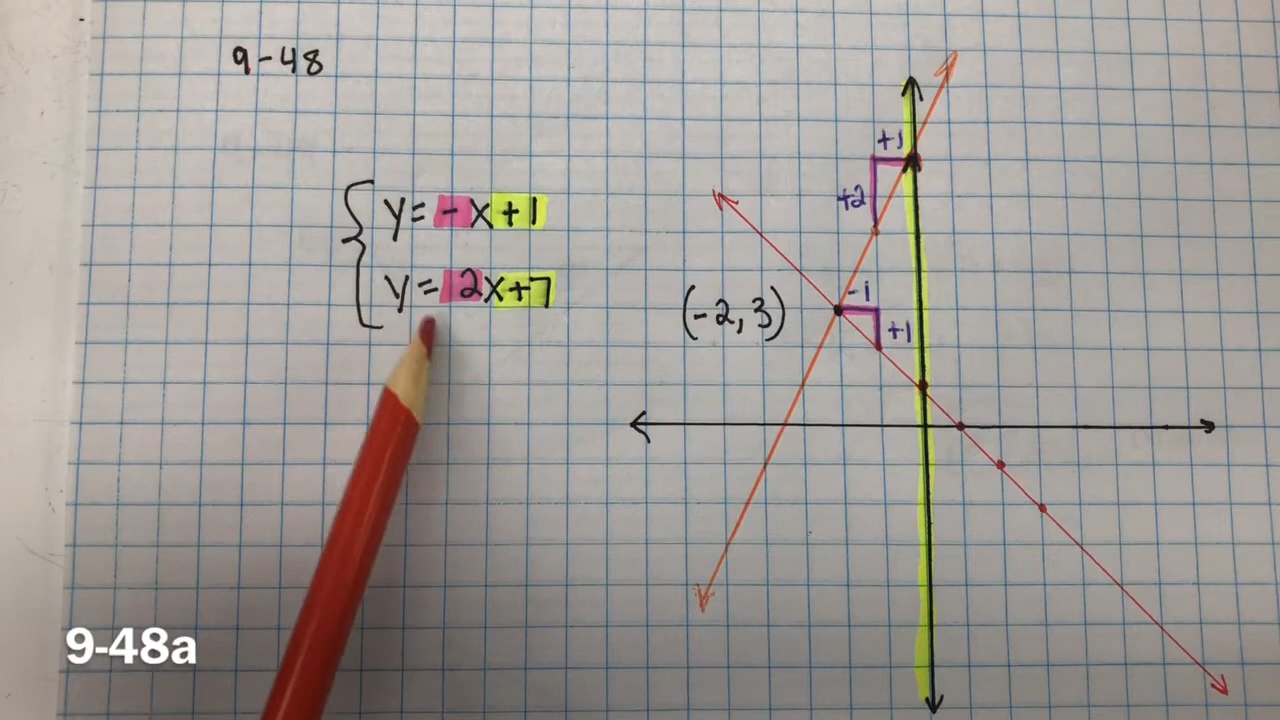 9-48
y=-x+1
y=2x+7
+1
+2
-1
(-2,3)
+1
9-48a